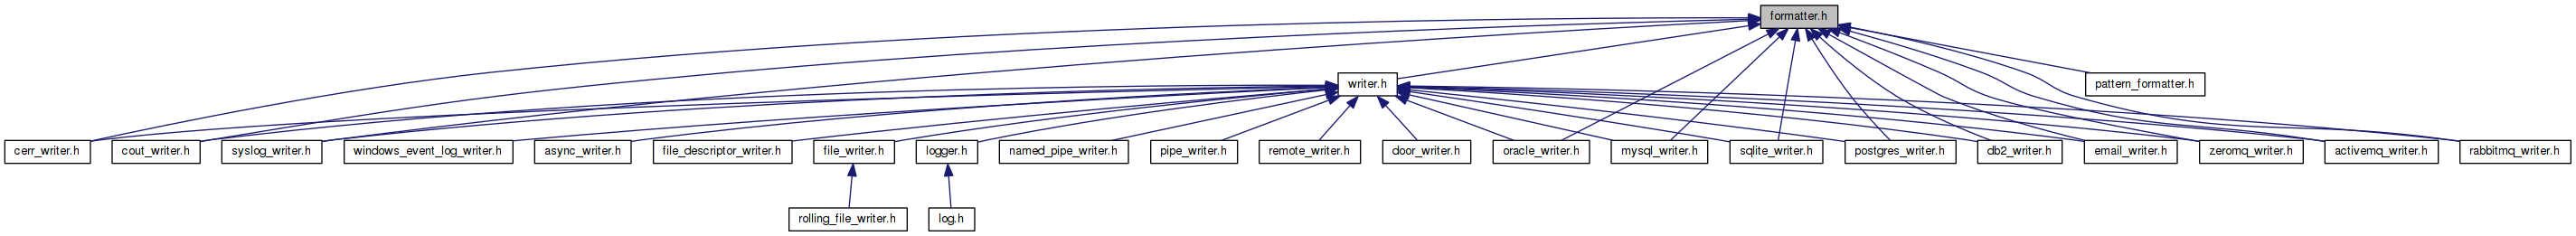 formatter.h
writer.h
pattern_formatter.h
cerr_writer.h
cout_writer.h
syslog_writer.h
windows_event_log_writer.h
async_writer.h
file_descriptor_writer.h
file_writer.h
logger.h
named_pipe_writer.h
pipe_writer.h
remote_writer.h
door_writer.h
oracle_writer.h
mysql_writer.h
sqlite_writer.h
postgres_writer.h
db2_writer.h
email_writer.h
zeromq_writer.h
activemq_writer.h
rabbitmq_writer.h
rolling_file_writer.h
log.h